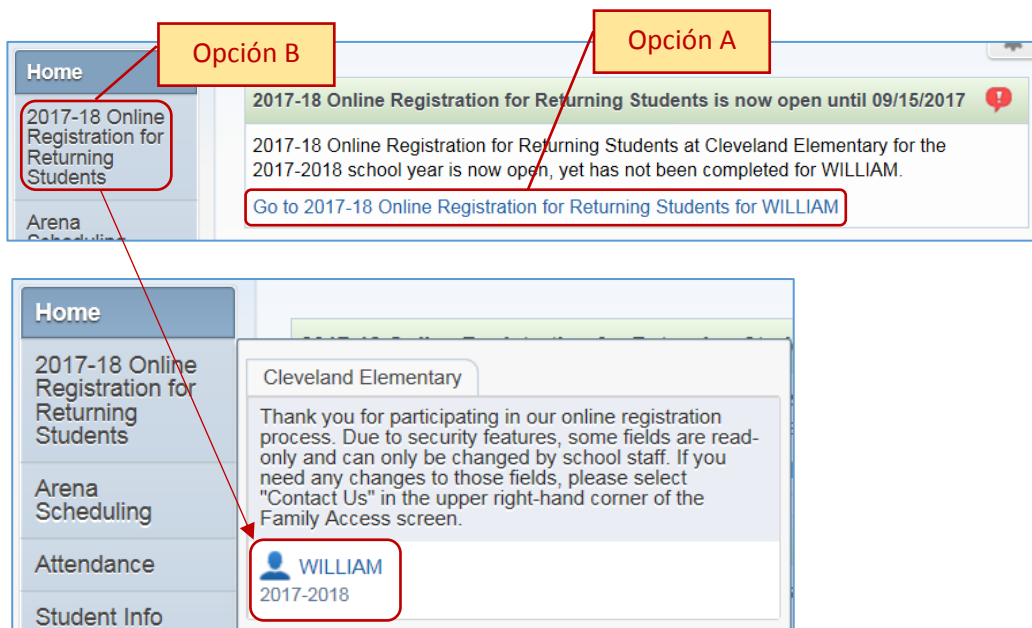 Opción B
Opción A
Home
2017-18 Online
Registration for
Returning
Students
Arena
Scheduling
2017-18 Online Registration for Returning Students is now open until 09/15/2017
2017-18 Online Registration for Returning Students at Cleveland Elementary for the
2017-2018 school year is now open, yet has not been completed for WILLIAM.
Go to 2017-18 Online Registration for Returning Students for WILLIAM
Home
2017-18 Online
Registration for
Returning
Students
Arena
Scheduling
Attendance
Student Info
Cleveland Elementary
Thank you for participating in our online registration
process. Due to security features, some fields are read-
only and can only be changed by school staff. If you
need any changes to those fields, please select
"Contact Us" in the upper right-hand corner of the
Family Access screen.
WILLIAM
2017-2018